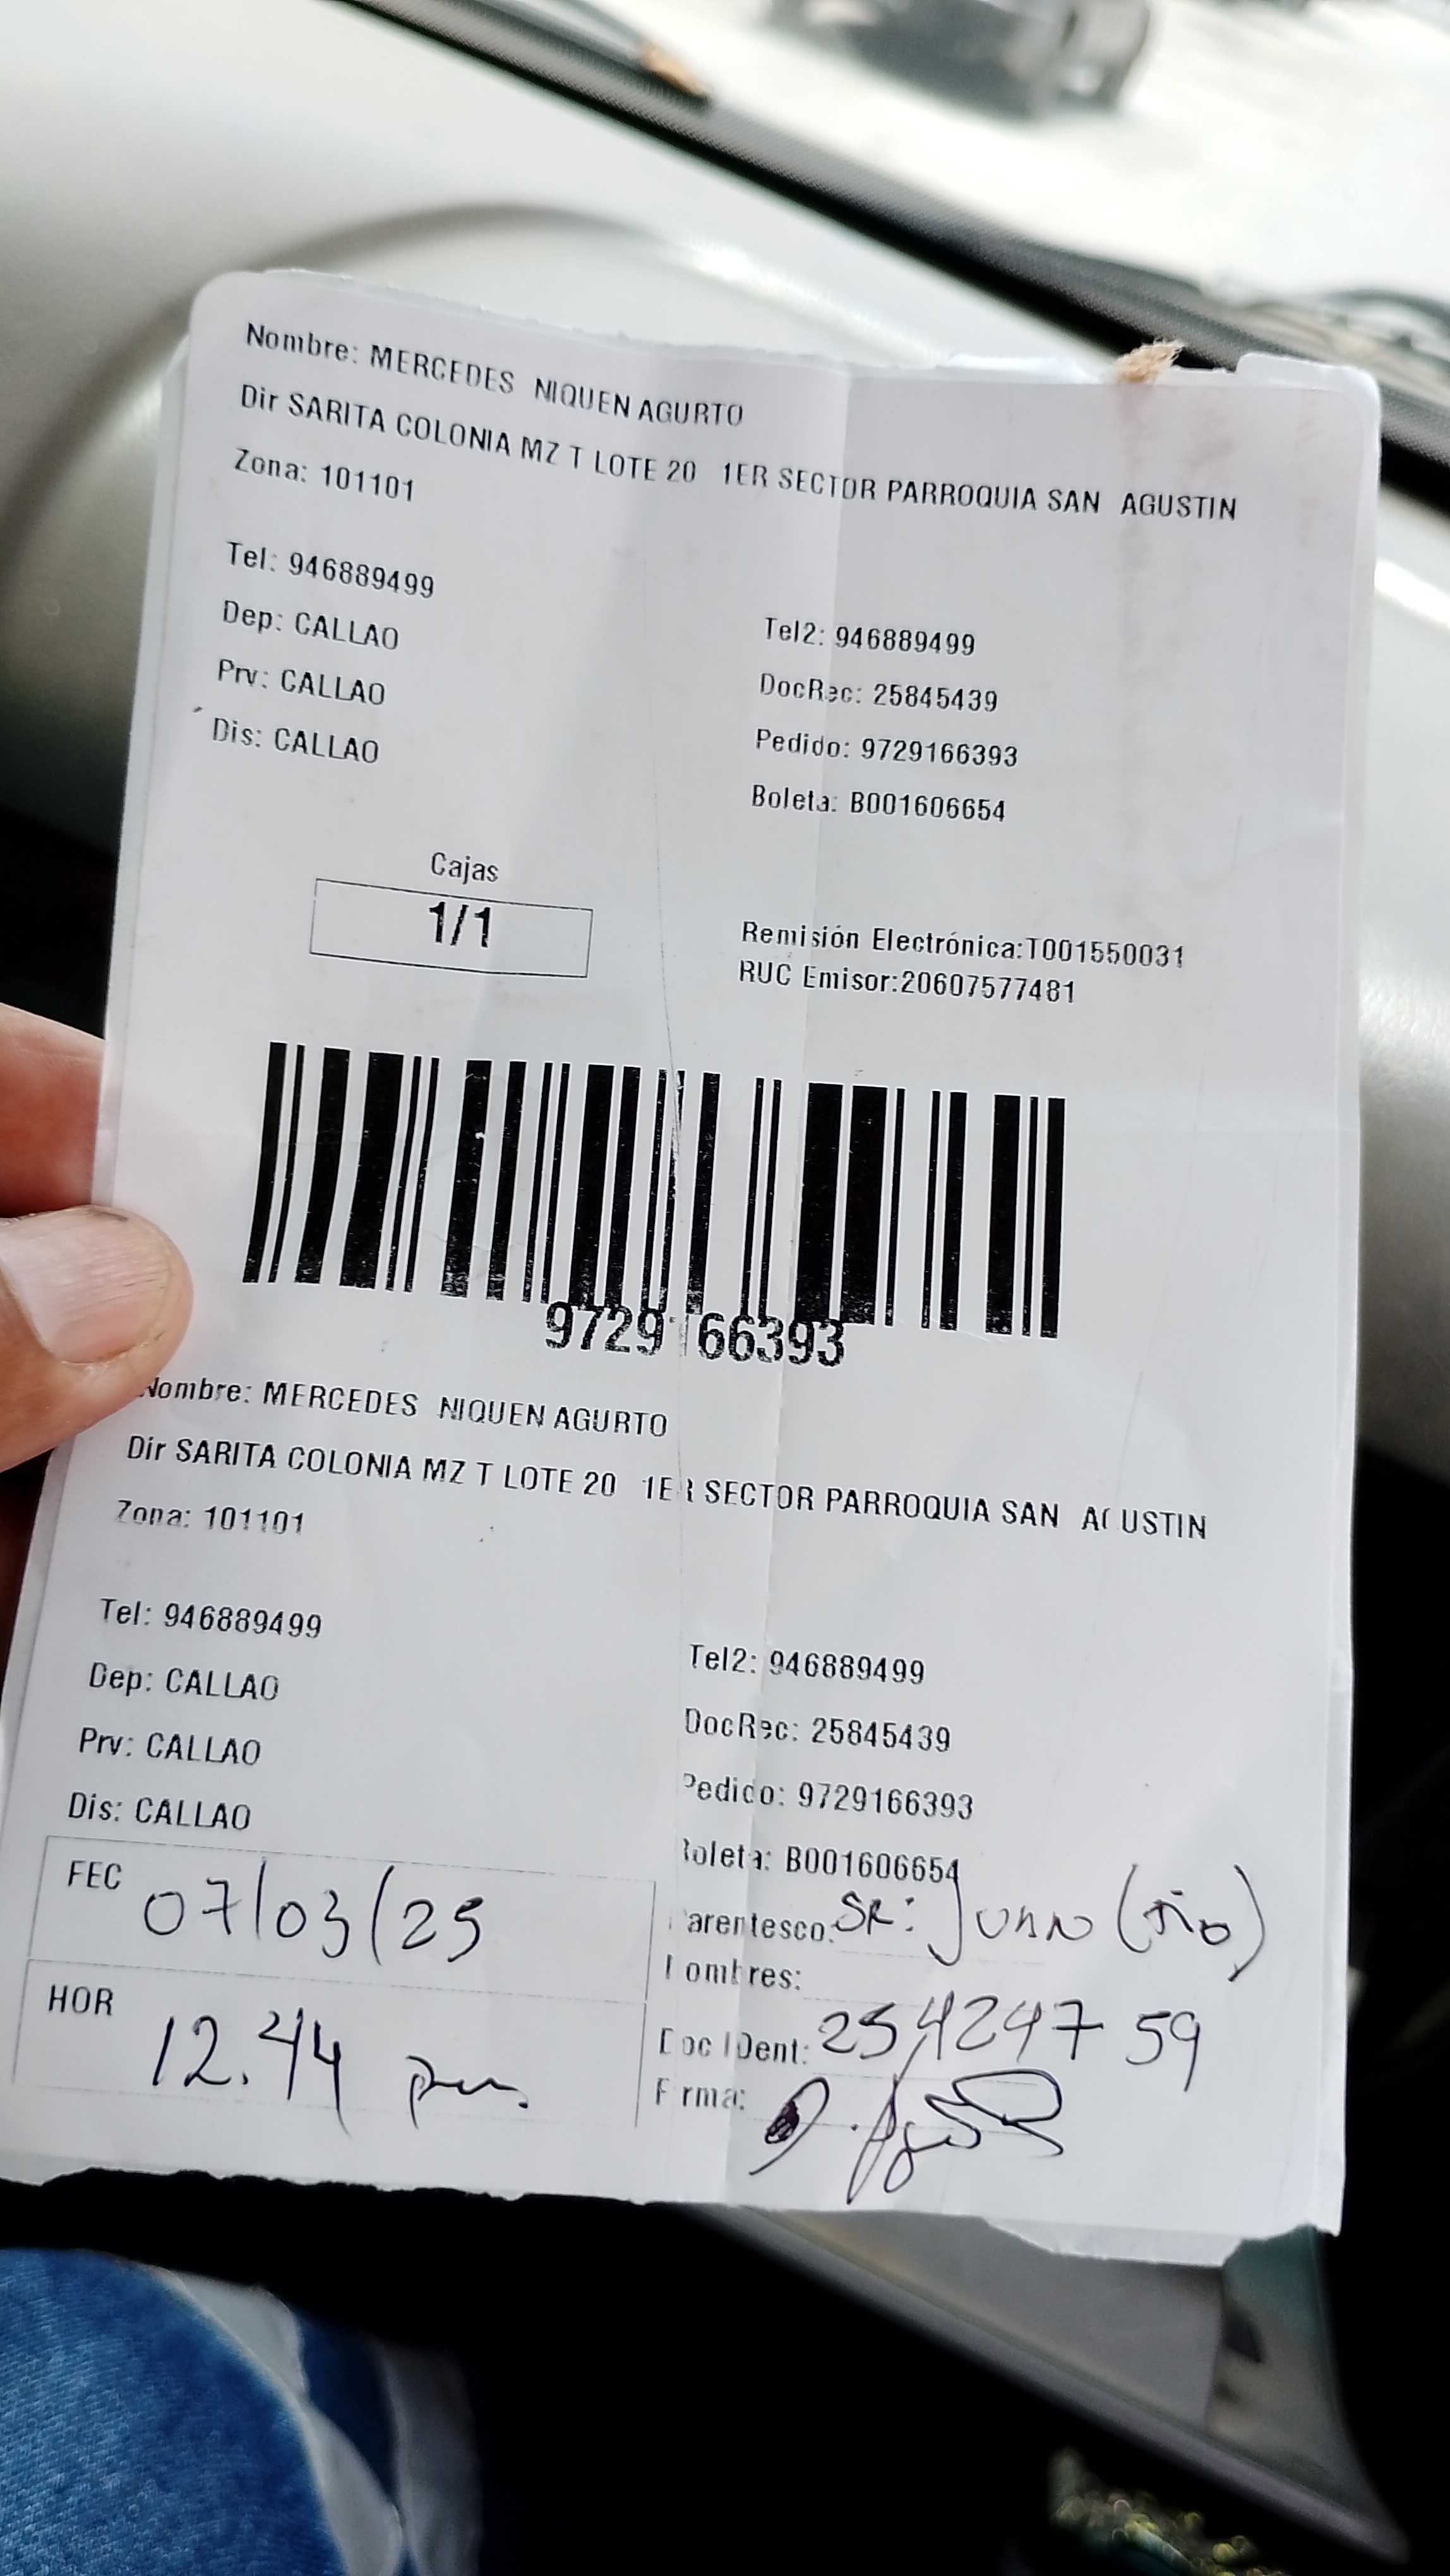 Nombre: MERCEDES NIQUEN AGURTO
Dir SARITA COLONIA MZ T LOTE 20 1ER SECTOR PARROQUIA SAN AGUSTIN
Zona: 101101
Tel: 946889499
Tel2: 946889499
Dep: CALLAO
DocRec: 25845439
Prv: CALLAO
Pedido: 9729166393
Dis: CALLAO
Boleta: B001606654
Cajas
1/1
Remisión Electrónica:T001550031
RUC Emisor:20607577481
9729166393
Nombre: MERCEDES NIQUEN AGURTO
Dir SARITA COLONIA MZ T LOTE 20 1ER SECTOR PARROQUIA SAN AGUSTIN
Zona: 101101
Tel: 946889499
Tel2: 946889499
Dep: CALLAO
DocRec: 25845439
Prv: CALLAO
Pedido: 9729166393
Dis: CALLAO
Boleta: B001606654
FEC 07/03/25
Parentesco: SR: JUAN
Nombres:
HOR 12.44 pm
Doc IDent:
Firma: